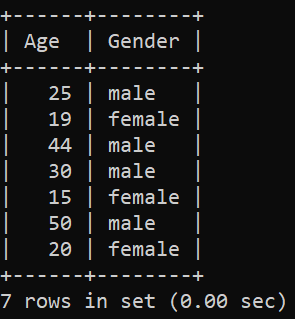 +------+--------+
| Age  | Gender |
+------+--------+
|   25 | male   |
|   19 | female |
|   44 | male   |
|   30 | male   |
|   15 | female |
|   50 | male   |
|   20 | female |
+------+--------+
7 rows in set (0.00 sec)